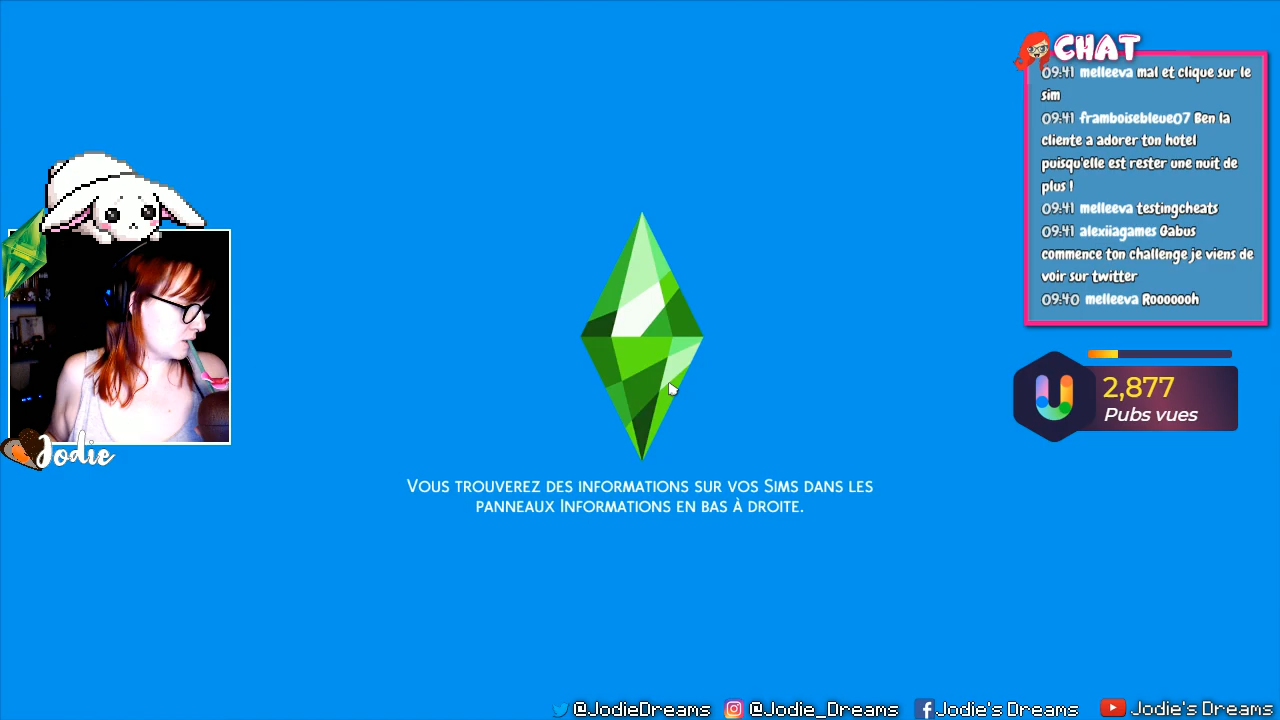 CHAT
09:41 melleeva mal et clique sur le
sim
09:41 framboisebleue07 Ben la
cliente a adorer ton hotel
puisqu'elle est rester une nuit de
plus !
09:41 melleeva testingcheats
09:41 alexiiagames Gabus
commence ton challenge je viens de
voir sur twitter
09:40 melleeva Rooooooh
2,877
Pubs vues
Jodie
Vous trouverez des informations sur vos Sims dans les
panneaux Informations en bas à droite.
@JodieDreams @Jodie_Dreams Jodie's Dreams Jodie's Dreams